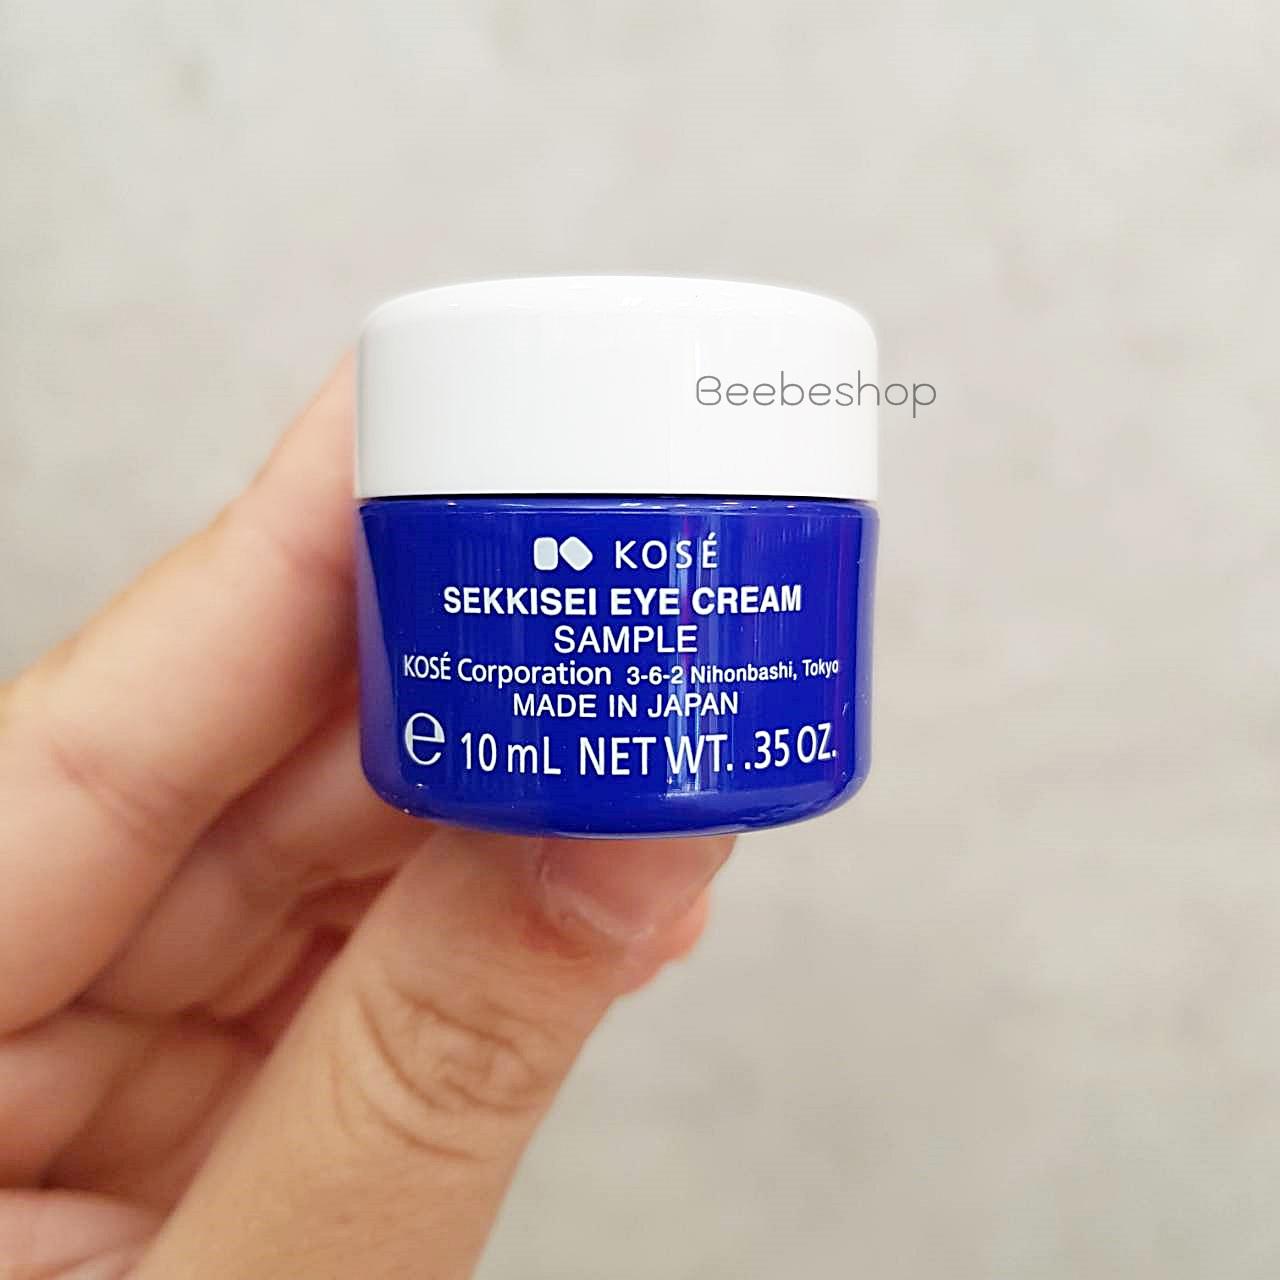 Beebeshop
KOSÉ
SEKKISEI EYE CREAM
SAMPLE
KOSÉ Corporation 3-6-2 Nihonbashi, Tokyo
MADE IN JAPAN
e 10 mL NET WT. .35 OZ.